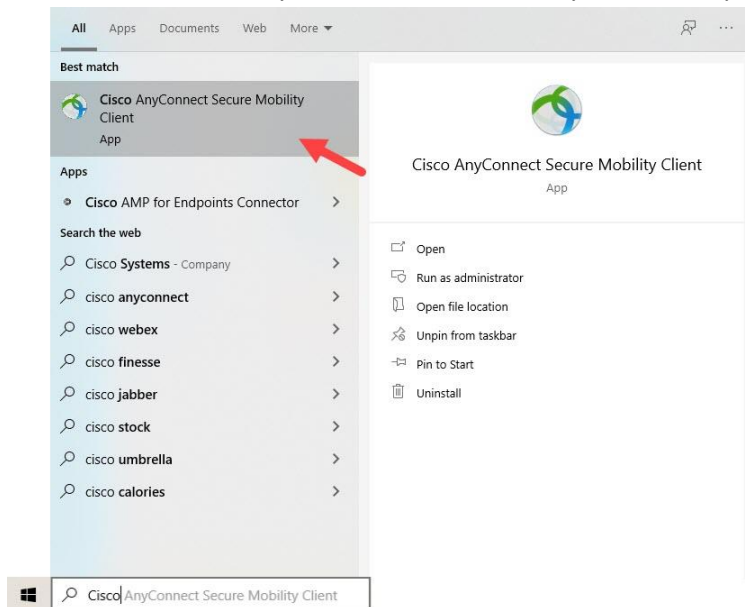 All Apps Documents Web More
Best match
Cisco AnyConnect Secure Mobility
Client
App
Apps
Cisco AMP for Endpoints Connector
Search the web
Cisco Systems - Company
cisco anyconnect
cisco webex
cisco finesse
cisco jabber
cisco stock
cisco umbrella
cisco calories
Cisco AnyConnect Secure Mobility Client
App
Open
Run as administrator
Open file location
Unpin from taskbar
Pin to Start
Uninstall
Cisco AnyConnect Secure Mobility Client